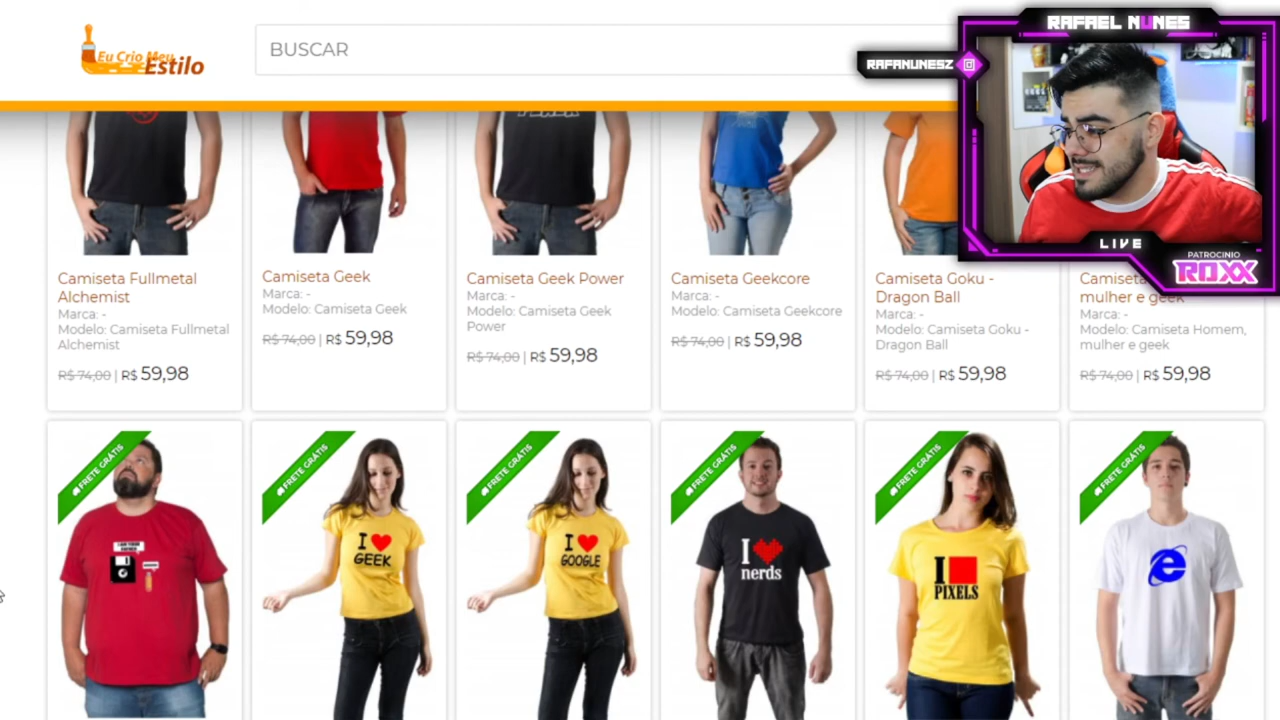 Eu Crio Meu
Estilo
BUSCAR
RAFAEL NUNES
RAFANUNESZ
LIVE
PATROCINIO
ROXX
Camiseta Fullmetal
Alchemist
Marca: -
Modelo: Camiseta Fullmetal
Alchemist
R$ 74,00 | R$ 59,98
Camiseta Geek
Marca: -
Modelo: Camiseta Geek
R$ 74,00 | R$ 59,98
Camiseta Geek Power
Marca: -
Modelo: Camiseta Geek
Power
R$ 74,00 | R$ 59,98
Camiseta Geekcore
Marca: -
Modelo: Camiseta Geekcore
R$ 74,00 | R$ 59,98
Camiseta Goku -
Dragon Ball
Marca: -
Modelo: Camiseta Goku -
Dragon Ball
R$ 74,00 | R$ 59,98
mulher e geek
Marca: -
Modelo: Camiseta Homem,
mulher e geek
R$ 74,00 | R$ 59,98
FRETE GRÁTIS
I AM YOUR
FATHER
FRETE GRÁTIS
I
GEEK
FRETE GRÁTIS
I
GOOGLE
FRETE GRÁTIS
I
nerds
FRETE GRÁTIS
I
PIXELS
FRETE GRÁTIS
e